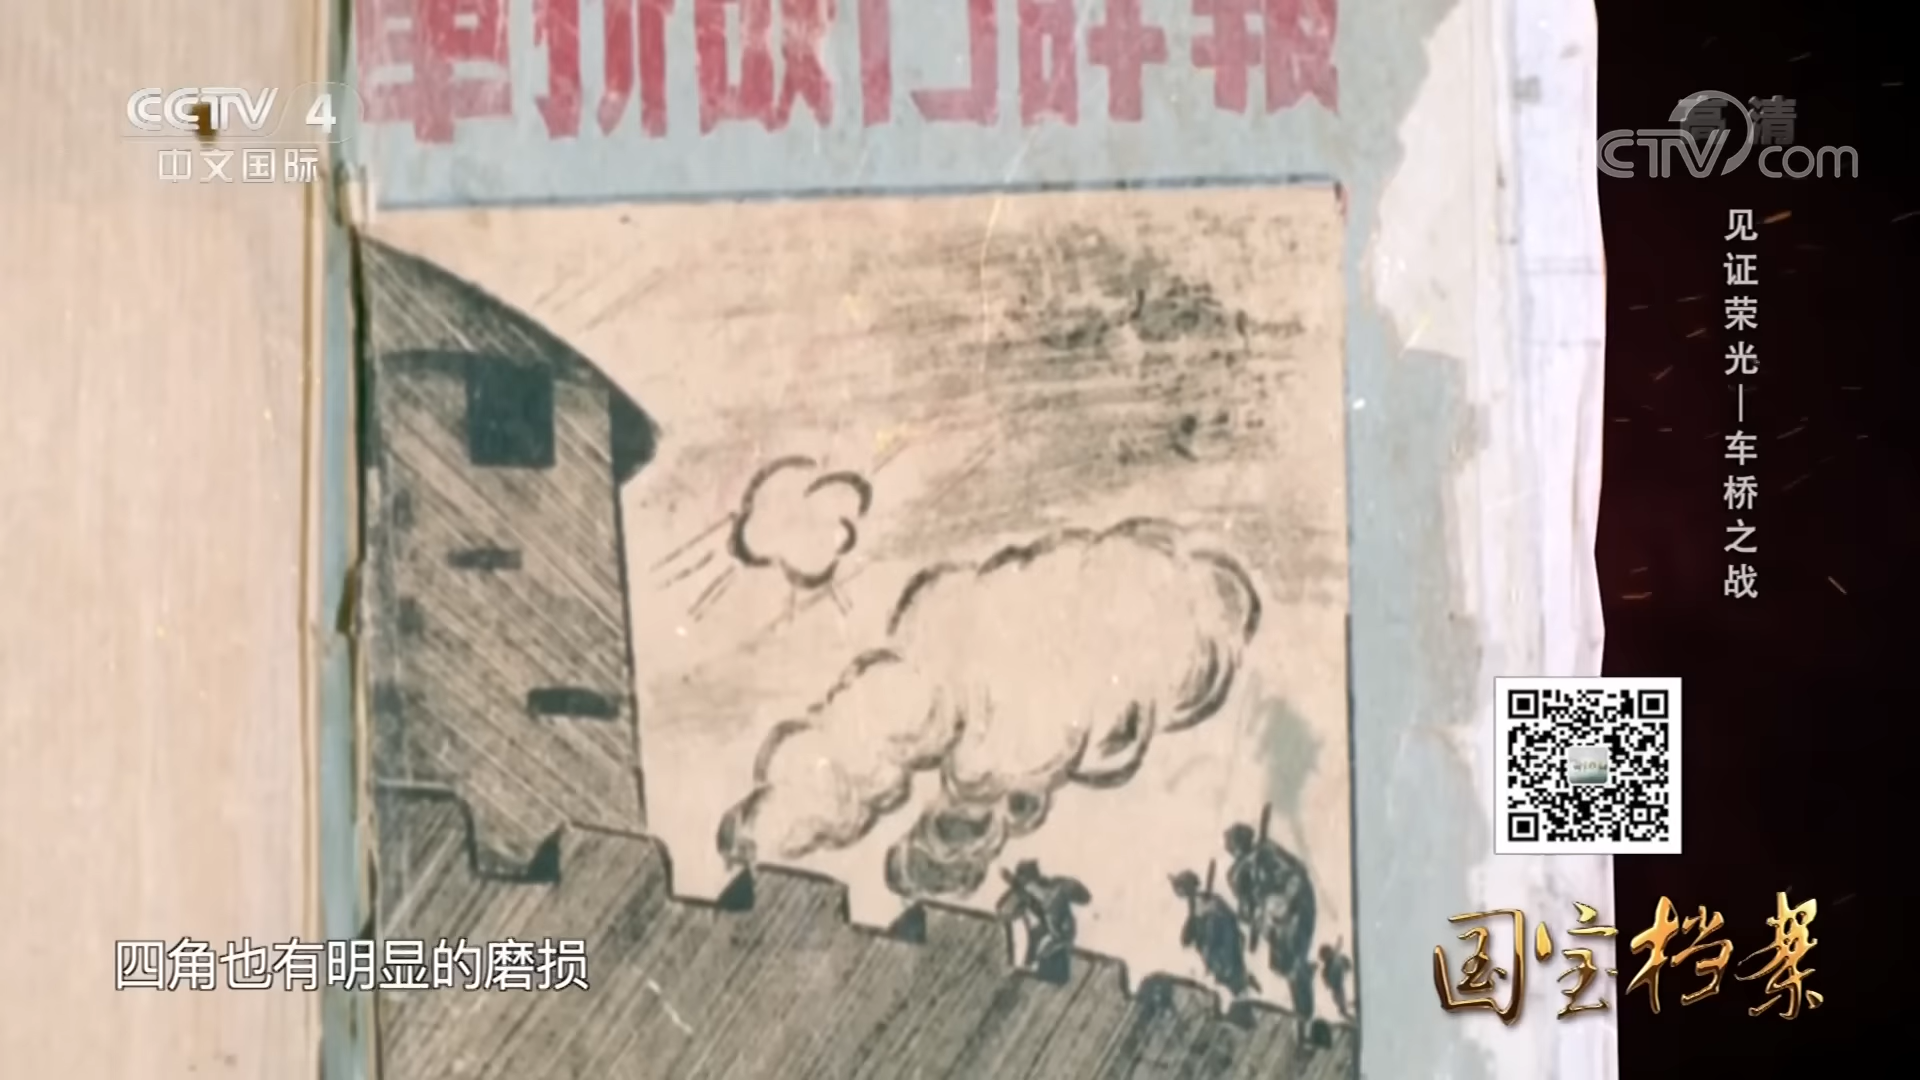 CCTV 4
中文国际
高清
CCTV.com
见证荣光—车桥之战
四角也有明显的磨损
国宝档案